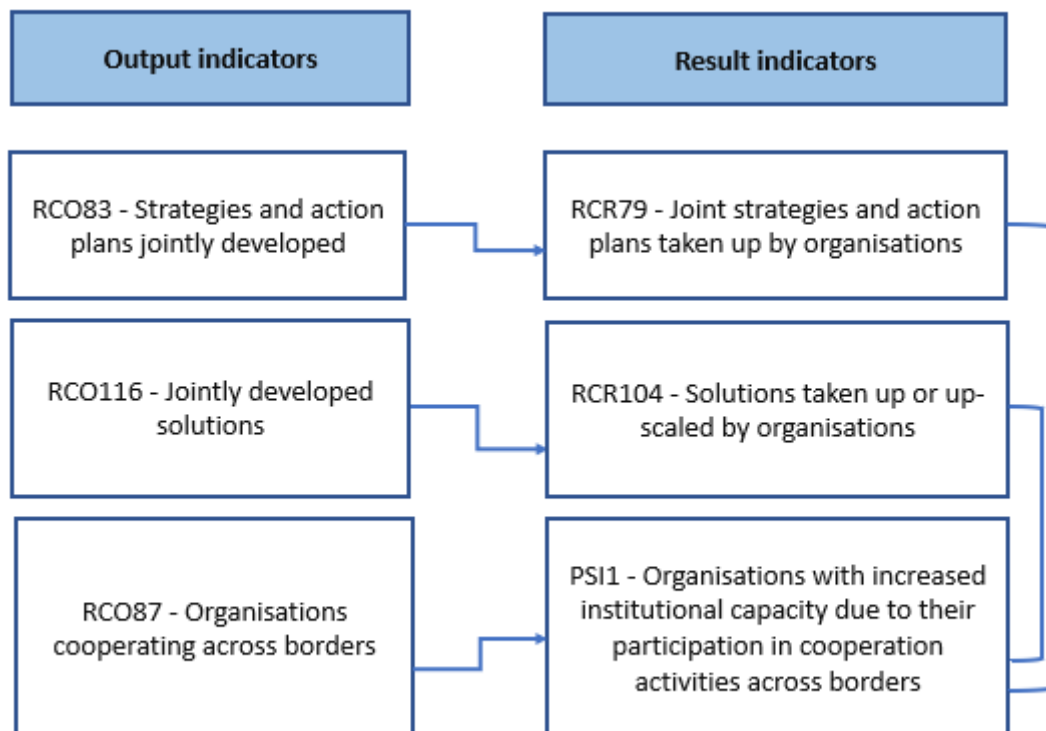 Output indicators
Result indicators
RCO83 - Strategies and action
plans jointly developed
RCR79 - Joint strategies and action
plans taken up by organisations
RCO116 - Jointly developed
solutions
RCR104 - Solutions taken up or up-
scaled by organisations
RCO87 - Organisations
cooperating across borders
PSI1 - Organisations with increased
institutional capacity due to their
participation in cooperation
activities across borders